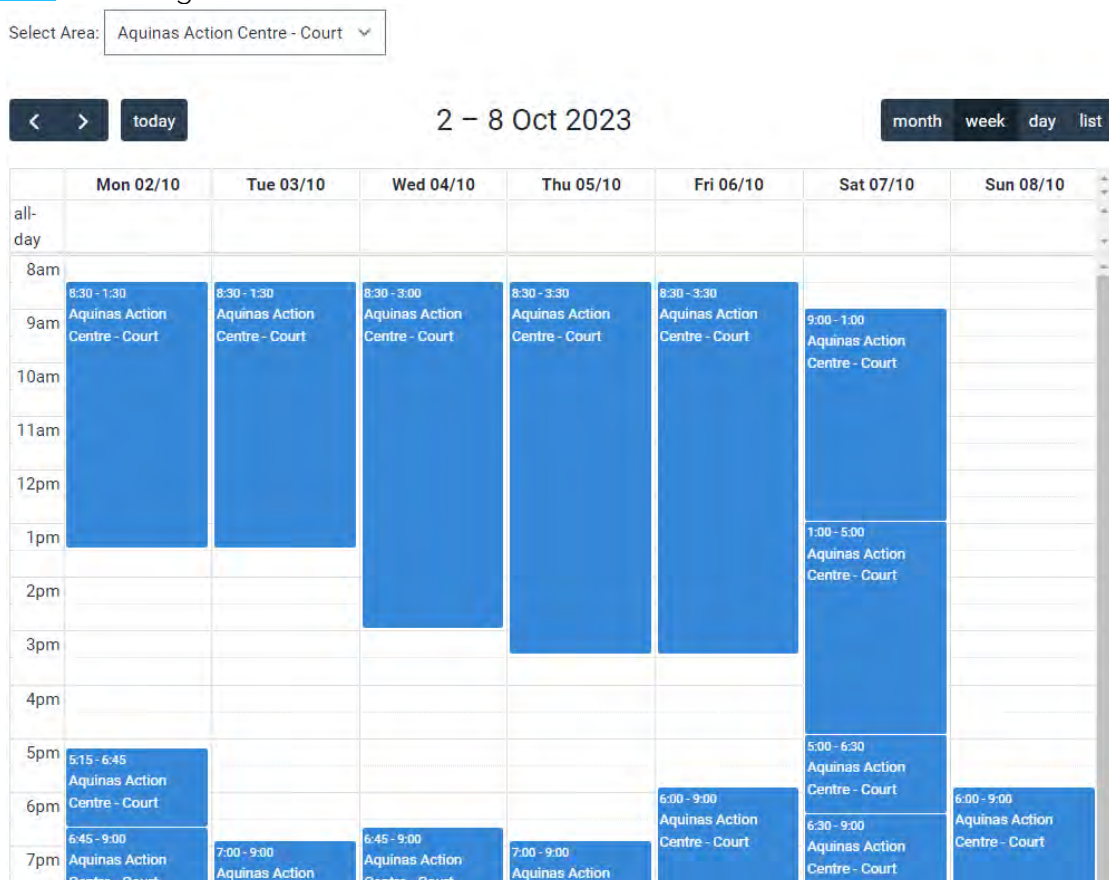 Select Area: Aquinas Action Centre - Court
today
2 – 8 Oct 2023
month week day list
Mon 02/10 Tue 03/10 Wed 04/10 Thu 05/10 Fri 06/10 Sat 07/10 Sun 08/10
all-
day
8am
9am
10am
11am
12pm
1pm
2pm
3pm
4pm
5pm
6pm
7pm
8:30 - 1:30
Aquinas Action
Centre - Court
5:15 - 6:45
Aquinas Action
Centre - Court
6:45 - 9:00
Aquinas Action
Centre - Court
8:30 - 1:30
Aquinas Action
Centre - Court
7:00 - 9:00
Aquinas Action
8:30 - 3:00
Aquinas Action
Centre - Court
6:45 - 9:00
Aquinas Action
Centre - Court
8:30 - 3:30
Aquinas Action
Centre - Court
7:00 - 9:00
Aquinas Action
8:30 - 3:30
Aquinas Action
Centre - Court
6:00 - 9:00
Aquinas Action
Centre - Court
9:00 - 1:00
Aquinas Action
Centre - Court
1:00 - 5:00
Aquinas Action
Centre - Court
5:00 - 6:30
Aquinas Action
Centre - Court
6:30 - 9:00
Aquinas Action
Centre - Court
6:00 - 9:00
Aquinas Action
Centre - Court